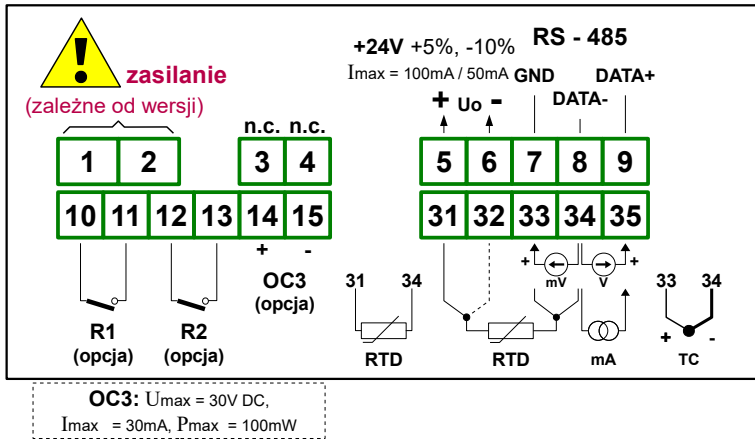 zasilanie
(zależne od wersji)
+24V +5%, -10%
Imax = 100mA / 50mA
RS - 485
GND DATA+
DATA-
+ Uo -
n.c. n.c.
1 2 3 4 5 6 7 8 9
10 11 12 13 14 15 31 32 33 34 35
+ -
OC3
(opcja)
R1
(opcja)
R2
(opcja)
31 34
RTD
RTD
+ mV
V +
mA
33 34
+ -
TC
OC3: Umax = 30V DC,
Imax = 30mA, Pmax = 100mW